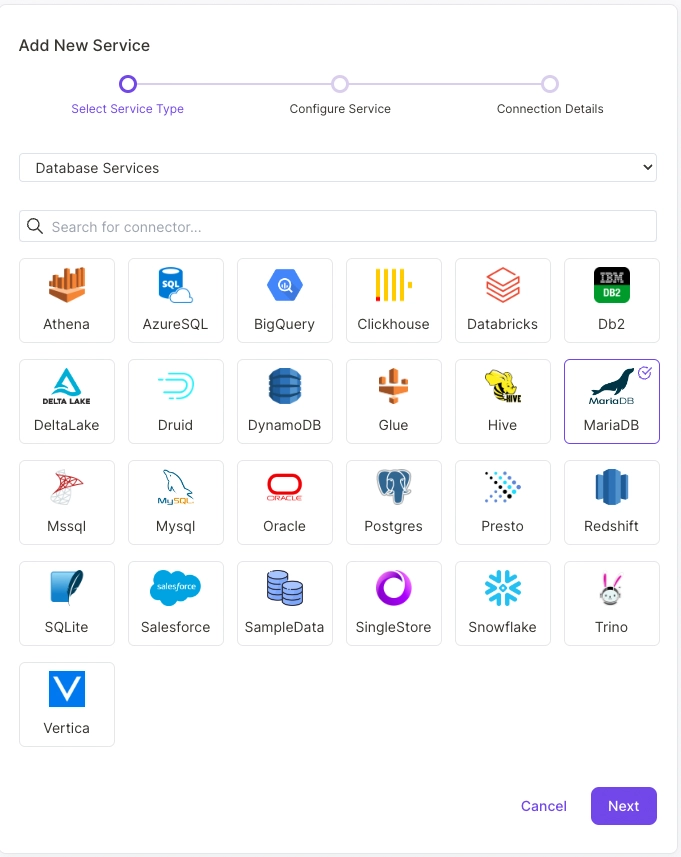 Add New Service
Select Service Type Configure Service Connection Details
Database Services
Search for connector...
SQL IBM DB2
Athena AzureSQL BigQuery Clickhouse Databricks Db2
DELTA LAKE HIVE MariaDB
DeltaLake Druid DynamoDB Glue Hive MariaDB
MySQL ORACLE
Mssql Mysql Oracle Postgres Presto Redshift
salesforce
SQLite Salesforce SampleData SingleStore Snowflake Trino
Vertica
Cancel Next